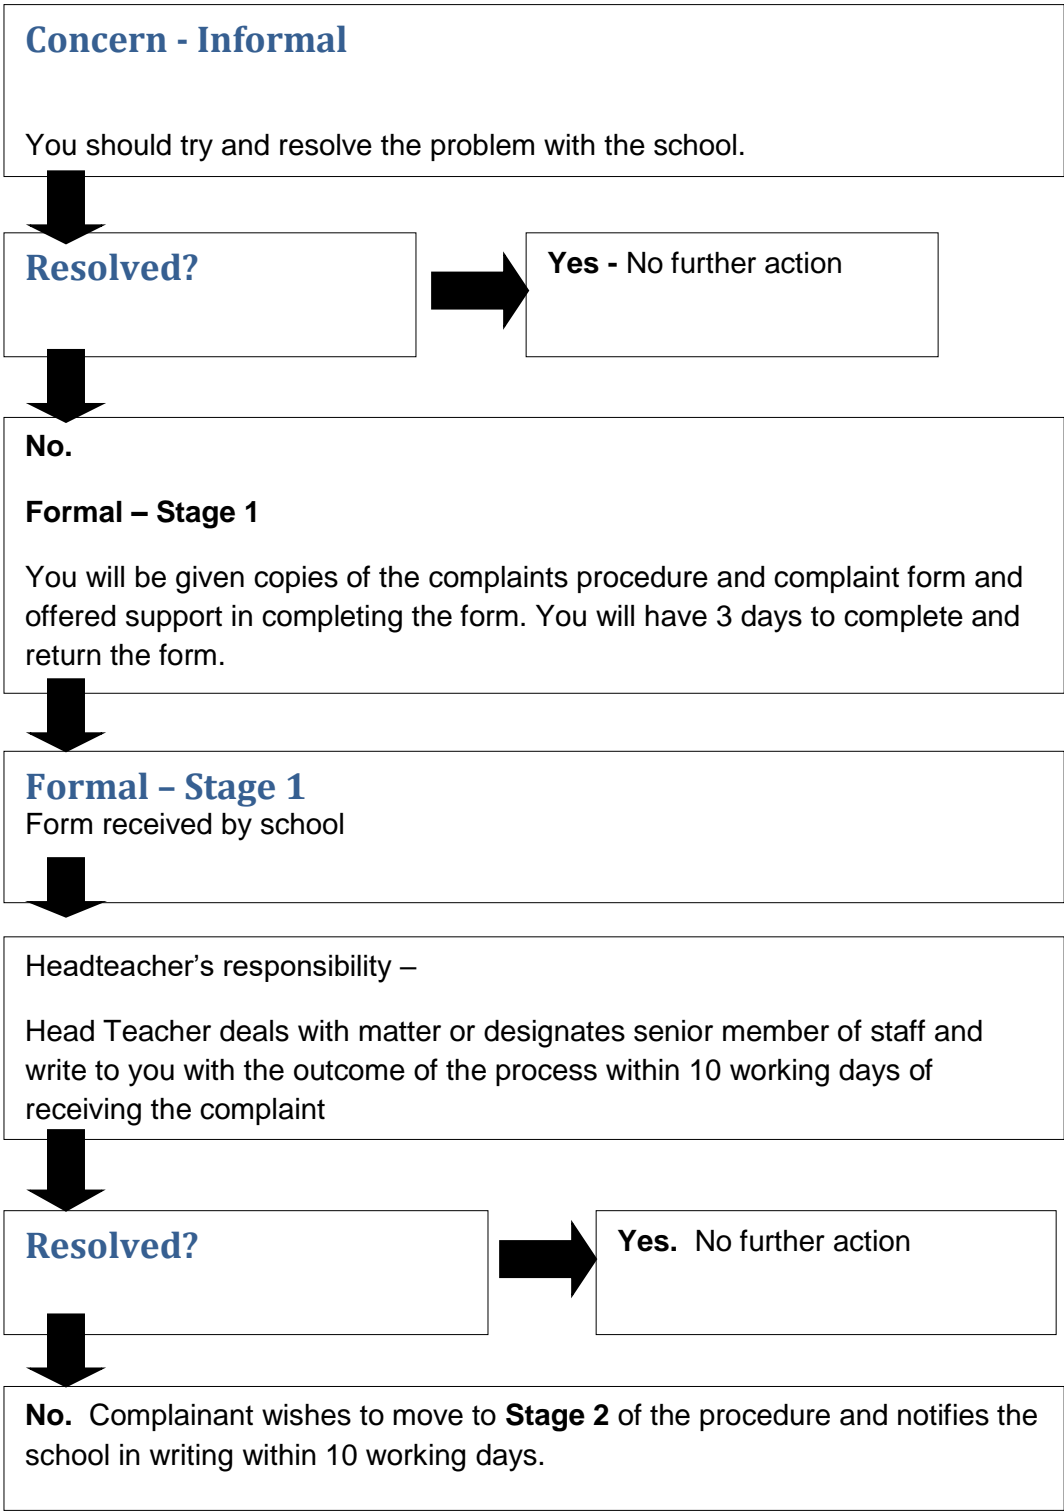 Concern - Informal
You should try and resolve the problem with the school.
Resolved?
Yes - No further action
No.
Formal – Stage 1
You will be given copies of the complaints procedure and complaint form and
offered support in completing the form. You will have 3 days to complete and
return the form.
Formal – Stage 1
Form received by school
Headteacher’s responsibility –
Head Teacher deals with matter or designates senior member of staff and
write to you with the outcome of the process within 10 working days of
receiving the complaint
Resolved?
Yes.  No further action
No.  Complainant wishes to move to Stage 2 of the procedure and notifies the
school in writing within 10 working days.